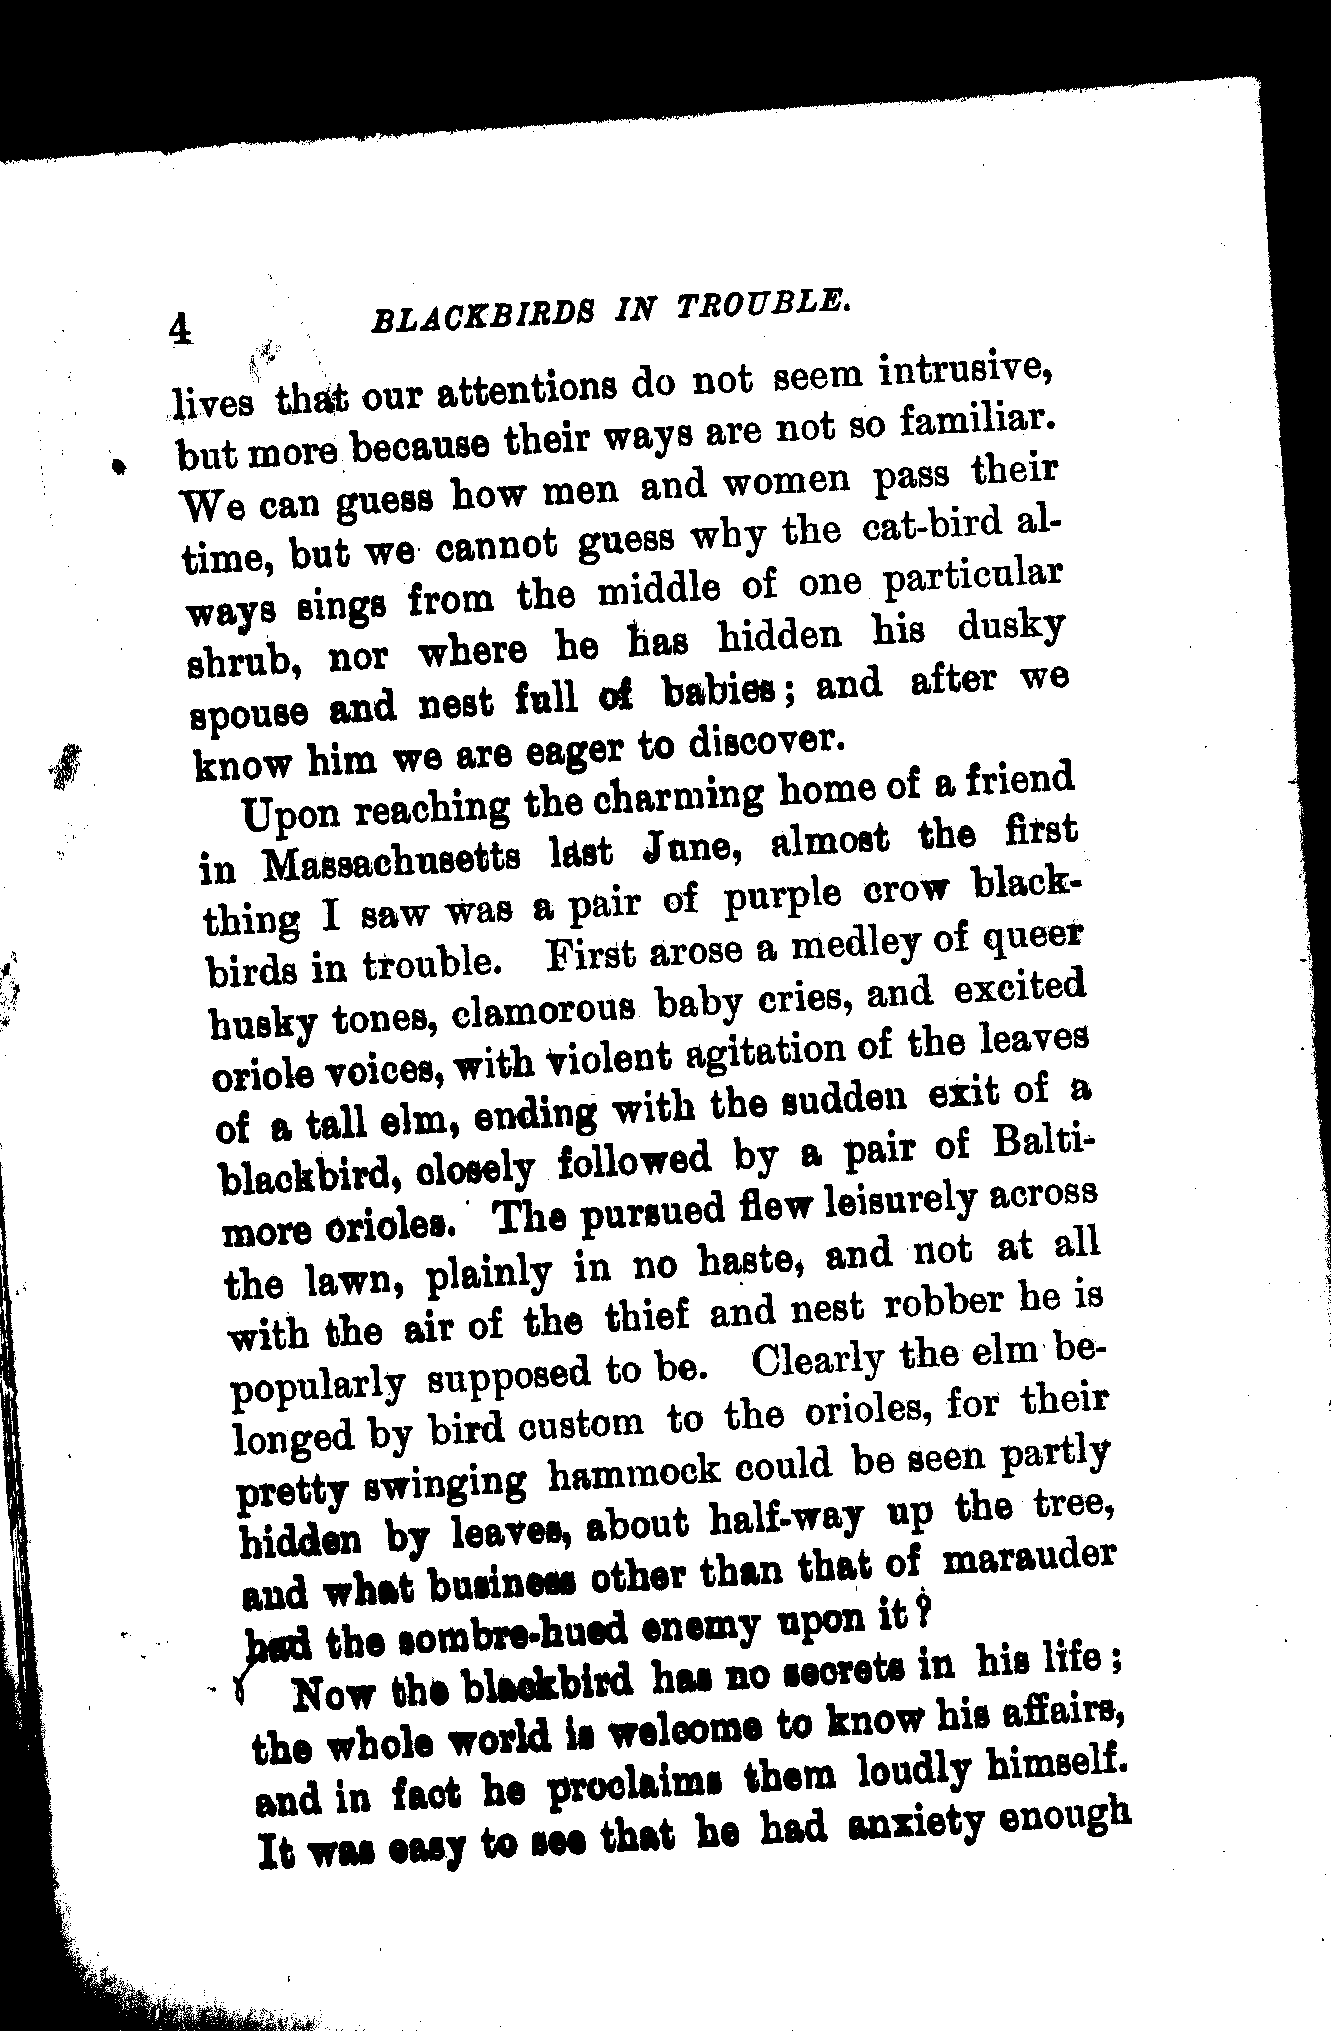 4 BLACKBIRDS IN TROUBLE.
lives that our attentions do not seem intrusive,
but more because their ways are not so familiar.
We can guess how men and women pass their
time, but we cannot guess why the cat-bird al-
ways sings from the middle of one particular
shrub, nor where he has hidden his dusky
spouse and nest full of babies; and after we
know him we are eager to discover.
Upon reaching the charming home of a friend
in Massachusetts last June, almost the first
thing I saw was a pair of purple crow black-
birds in trouble. First arose a medley of queer
husky tones, clamorous baby cries, and excited
oriole voices, with violent agitation of the leaves
of a tall elm, ending with the sudden exit of a
blackbird, closely followed by a pair of Balti-
more orioles. The pursued flew leisurely across
the lawn, plainly in no haste, and not at all
with the air of the thief and nest robber he is
popularly supposed to be. Clearly the elm be-
longed by bird custom to the orioles, for their
pretty swinging hammock could be seen partly
hidden by leaves, about half-way up the tree,
and what business other than that of marauder
had the sombre-hued enemy upon it?
Now the blackbird has no secrets in his life;
the whole world is welcome to know his affairs,
and in fact he proclaims them loudly himself.
It was easy to see that he had anxiety enough